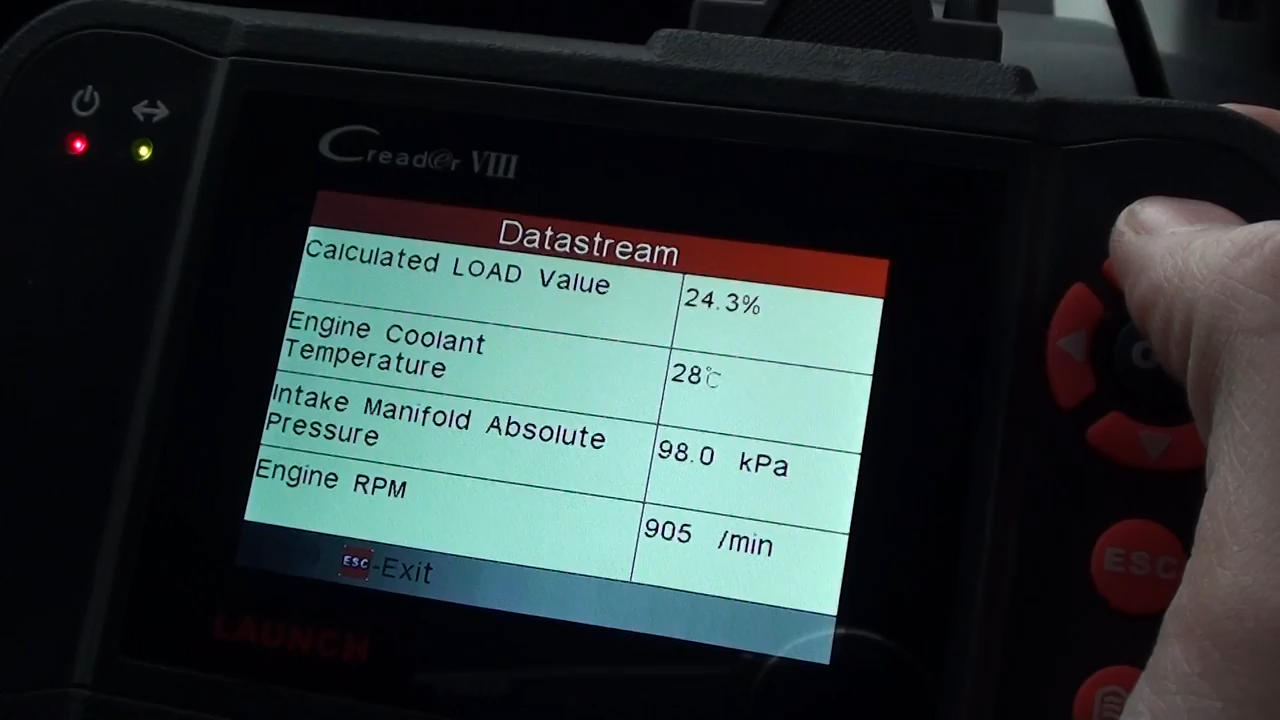 Creader VIII
Datastream
Calculated LOAD Value
24.3%
Engine Coolant
Temperature
28℃
Intake Manifold Absolute
Pressure
98.0 kPa
Engine RPM
905 /min
ESC-Exit
LAUNCH
ESC